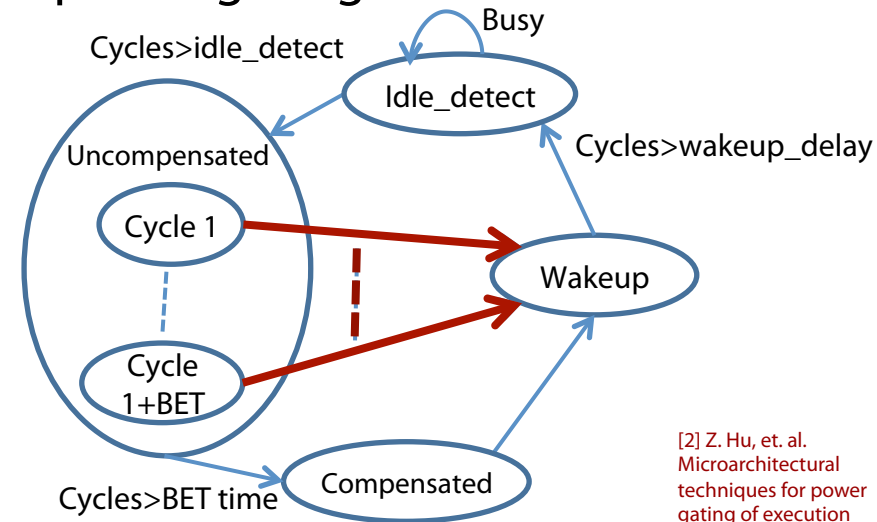 Busy
Cycles>idle_detect
Idle_detect
Uncompensated
Cycles>wakeup_delay
Cycle 1
Wakeup
Cycle
1+BET
Compensated
Cycles>BET time
[2] Z. Hu, et. al.
Microarchitectural
techniques for power
gating of execution